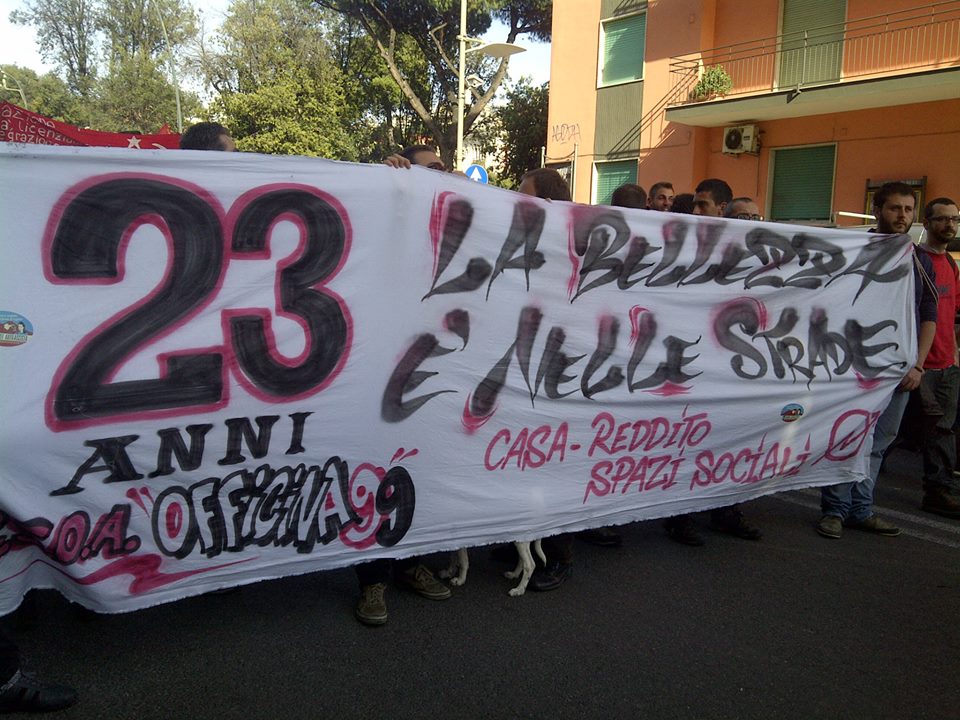 23
ANNI
C.S.O.A. "OFFICINA99"
LA BELLEZZA
È NELLE STRADE
CASA - REDDITO
SPAZI SOCIALI